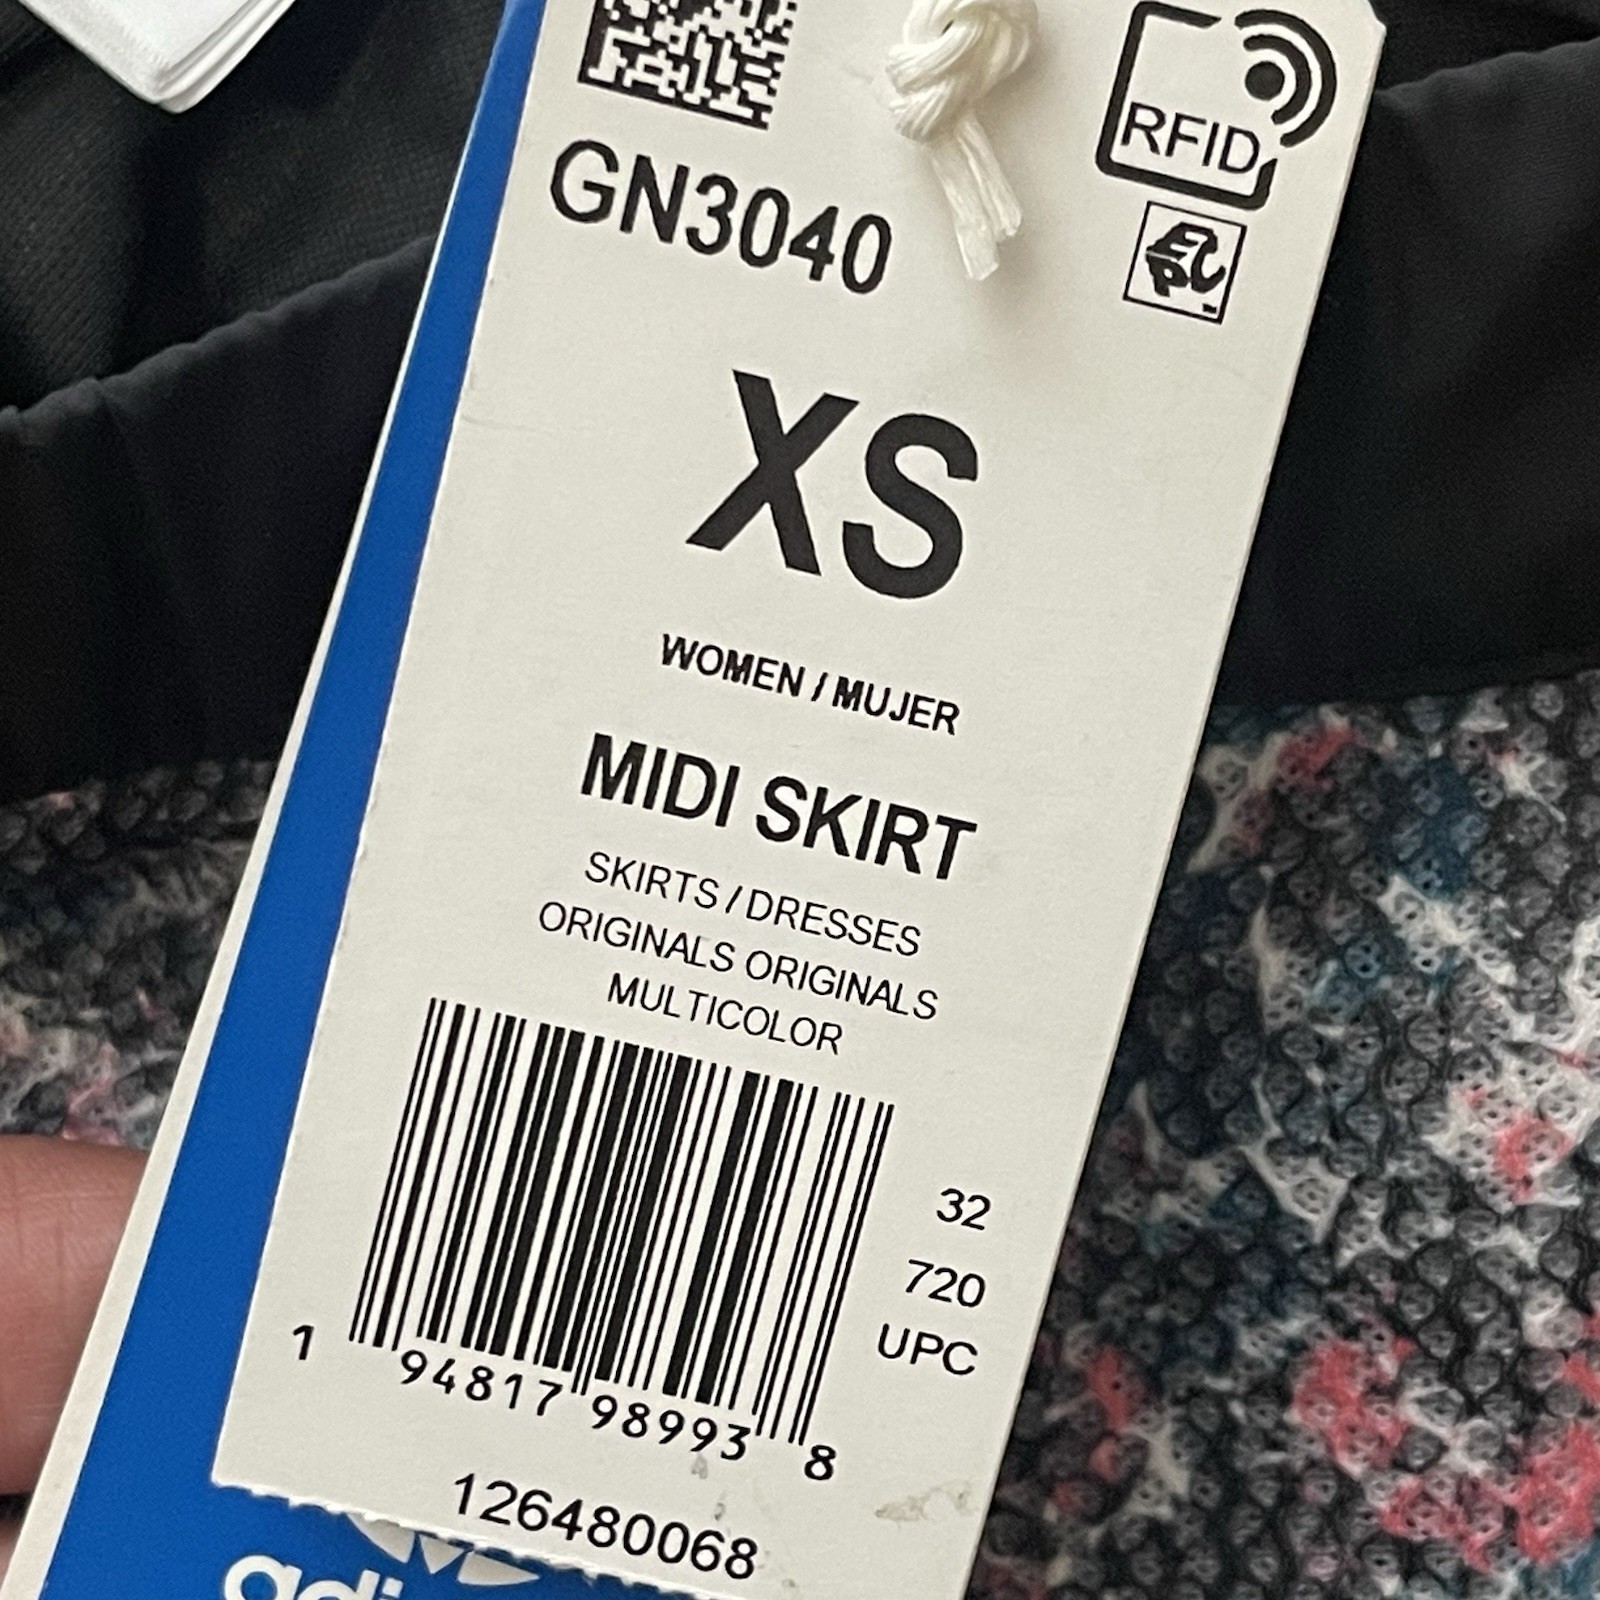 RFID
GN3040
XS
WOMEN / MUJER
MIDI SKIRT
SKIRTS / DRESSES
ORIGINALS ORIGINALS
MULTICOLOR
32
720
UPC
1 94817 98993 8
126480068